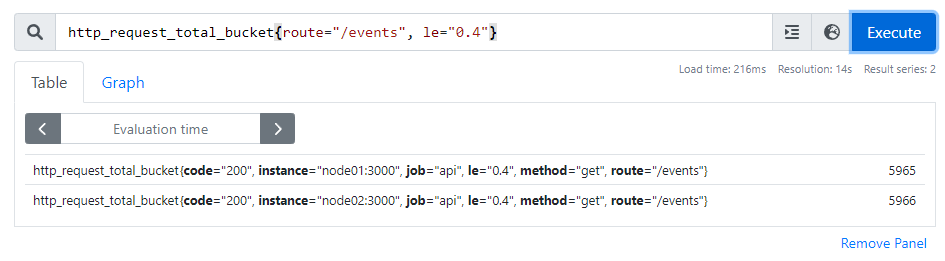 http_request_total_bucket{route="/events", le="0.4"}
Execute
Load time: 216ms Resolution: 14s Result series: 2
Table Graph
Evaluation time
http_request_total_bucket{code="200", instance="node01:3000", job="api", le="0.4", method="get", route="/events"} 5965
http_request_total_bucket{code="200", instance="node02:3000", job="api", le="0.4", method="get", route="/events"} 5966
Remove Panel